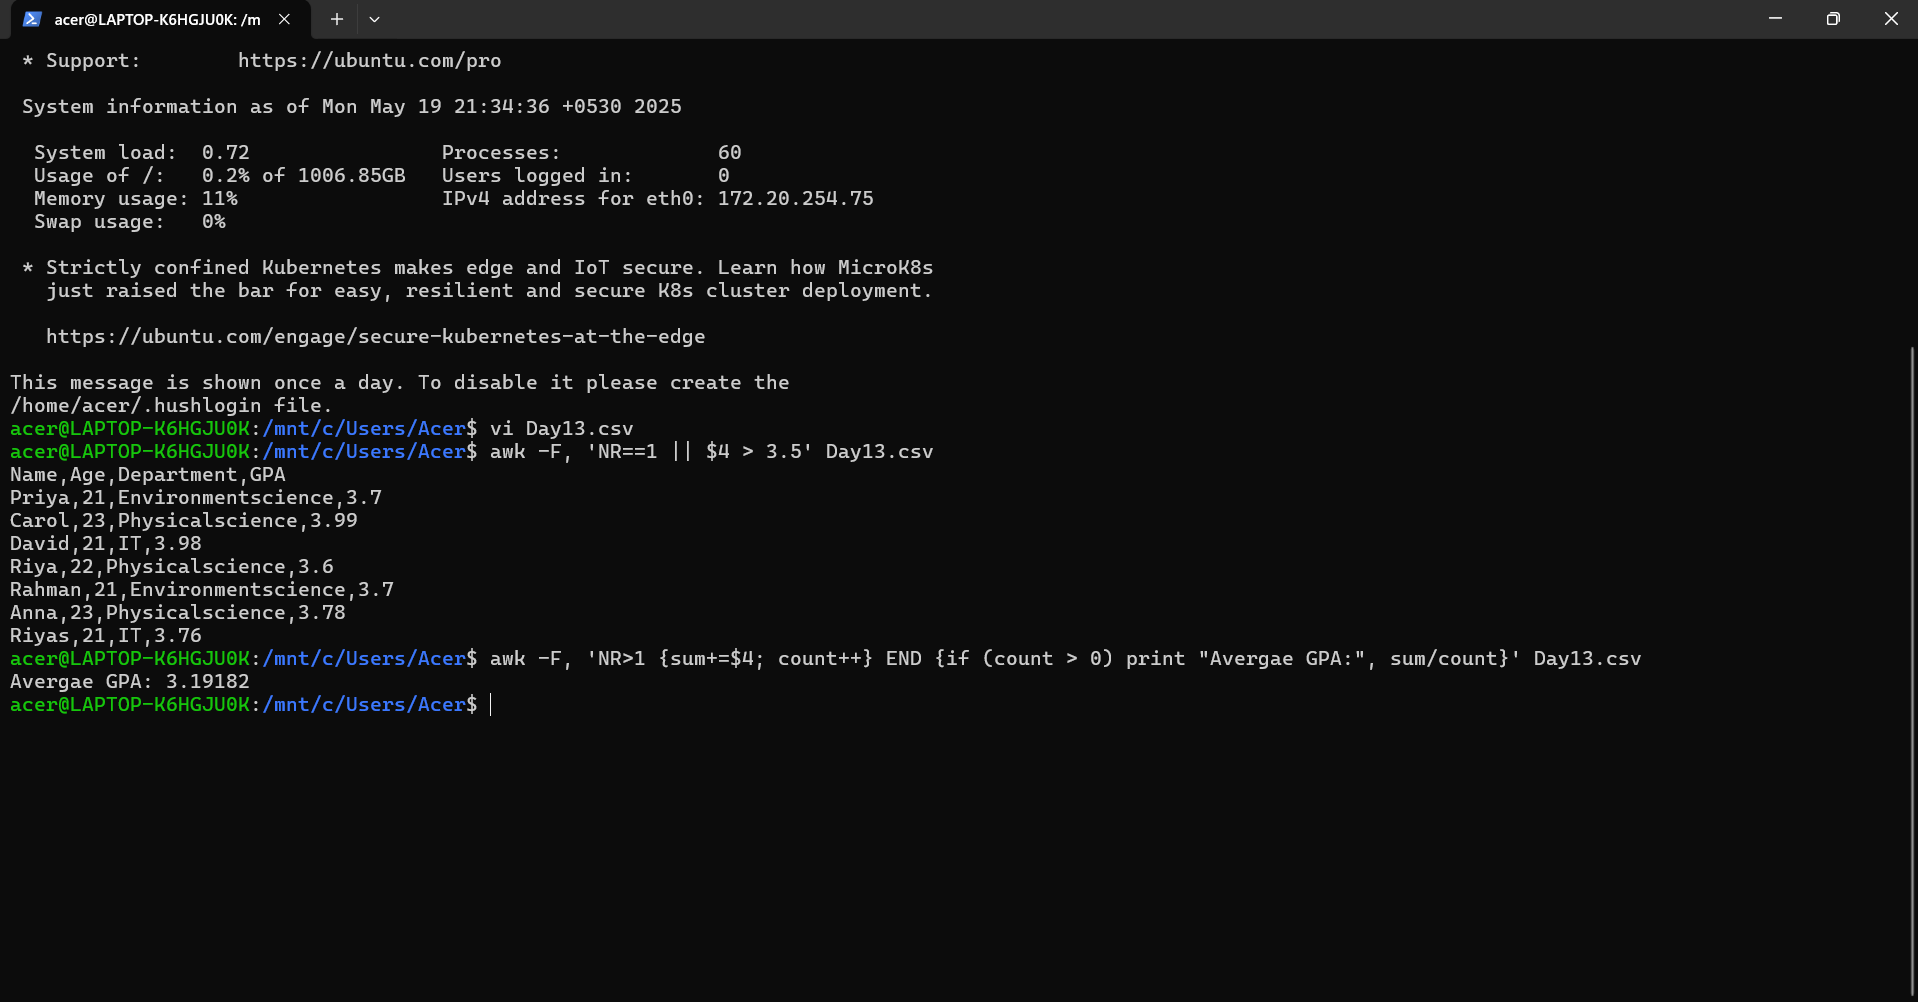 acer@LAPTOP-K6HGJU0K: /m
* Support:        https://ubuntu.com/pro
System information as of Mon May 19 21:34:36 +0530 2025
System load:  0.72                Processes:             60
Usage of /:   0.2% of 1006.85GB   Users logged in:       0
Memory usage: 11%                 IPv4 address for eth0: 172.20.254.75
Swap usage:   0%
* Strictly confined Kubernetes makes edge and IoT secure. Learn how MicroK8s
just raised the bar for easy, resilient and secure K8s cluster deployment.
https://ubuntu.com/engage/secure-kubernetes-at-the-edge
This message is shown once a day. To disable it please create the
/home/acer/.hushlogin file.
acer@LAPTOP-K6HGJU0K:/mnt/c/Users/Acer$ vi Day13.csv
acer@LAPTOP-K6HGJU0K:/mnt/c/Users/Acer$ awk -F, 'NR==1 || $4 > 3.5' Day13.csv
Name,Age,Department,GPA
Priya,21,Environmentscience,3.7
Carol,23,Physicalscience,3.99
David,21,IT,3.98
Riya,22,Physicalscience,3.6
Rahman,21,Environmentscience,3.7
Anna,23,Physicalscience,3.78
Riyas,21,IT,3.76
acer@LAPTOP-K6HGJU0K:/mnt/c/Users/Acer$ awk -F, 'NR>1 {sum+=$4; count++} END {if (count > 0) print "Avergae GPA:", sum/count}' Day13.csv
Avergae GPA: 3.19182
acer@LAPTOP-K6HGJU0K:/mnt/c/Users/Acer$